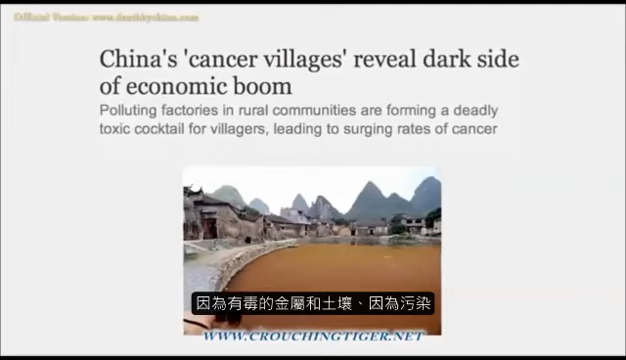 Official Version: www.deathbychina.com
China's 'cancer villages' reveal dark side
of economic boom
Polluting factories in rural communities are forming a deadly
toxic cocktail for villagers, leading to surging rates of cancer
因為有毒的金屬和土壤、因為污染
WWW.CROUCHINGTIGER.NET